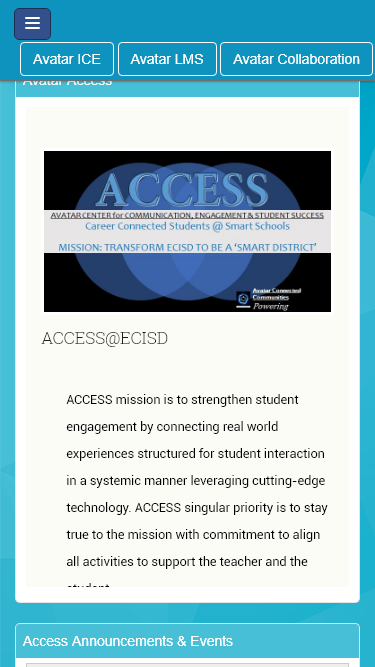 Avatar ICE
Avatar LMS
Avatar Collaboration
Avatar Access
ACCESS
AVATAR CENTER for COMMUNICATION, ENGAGEMENT & STUDENT SUCCESS
Career Connected Students @ Smart Schools
MISSION: TRANSFORM ECISD TO BE A ‘SMART DISTRICT’
Avatar Connected
Communities
Powering
ACCESS@ECISD
ACCESS mission is to strengthen student
engagement by connecting real world
experiences structured for student interaction
in a systemic manner leveraging cutting-edge
technology. ACCESS singular priority is to stay
true to the mission with commitment to align
all activities to support the teacher and the
student
Access Announcements & Events